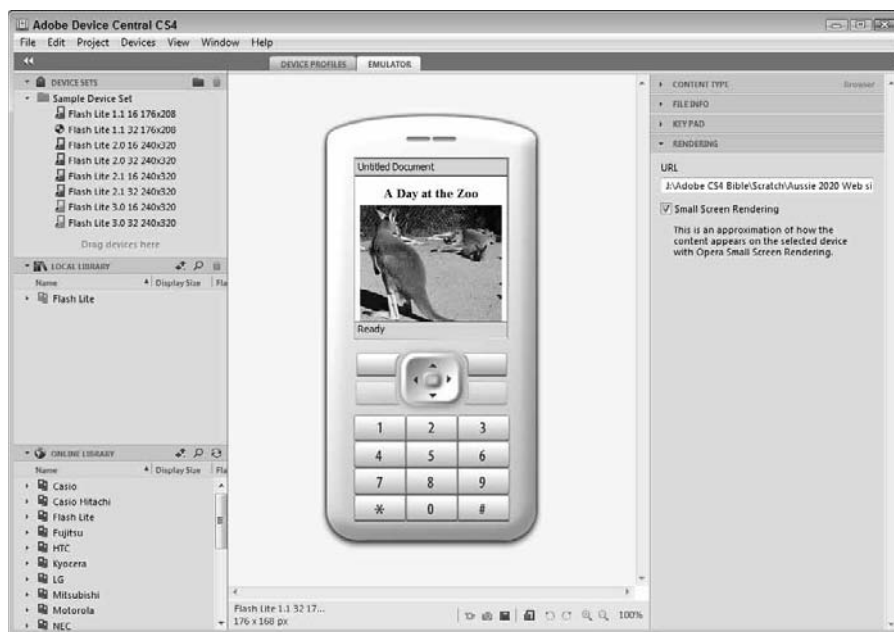 Adobe Device Central CS4
File Edit Project Devices View Window Help
DEVICE PROFILES EMULATOR
DEVICE SETS
Sample Device Set
Flash Lite 1.1 16 176x208
Flash Lite 1.1 32 176x208
Flash Lite 2.0 16 240x320
Flash Lite 2.0 32 240x320
Flash Lite 2.1 16 240x320
Flash Lite 2.1 32 240x320
Flash Lite 3.0 16 240x320
Flash Lite 3.0 32 240x320
Drag devices here
LOCAL LIBRARY
Name Display Size Fla
Flash Lite
ONLINE LIBRARY
Name Display Size Fla
Casio
Casio Hitachi
Flash Lite
Fujitsu
HTC
Kyocera
LG
Mitsubishi
Motorola
NEC
Untitled Document
A Day at the Zoo
Ready
1 2 3
4 5 6
7 8 9
* 0 #
Flash Lite 1.1 32 17...
176 x 168 px
100%
CONTENT TYPE Browser
FILE INFO
KEY PAD
RENDERING
URL
J:\Adobe CS4 Bible\Scratch\Aussie 2020 Web si
Small Screen Rendering
This is an approximation of how the
content appears on the selected device
with Opera Small Screen Rendering.